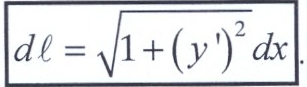 dℓ = √(1+(y')²) dx.